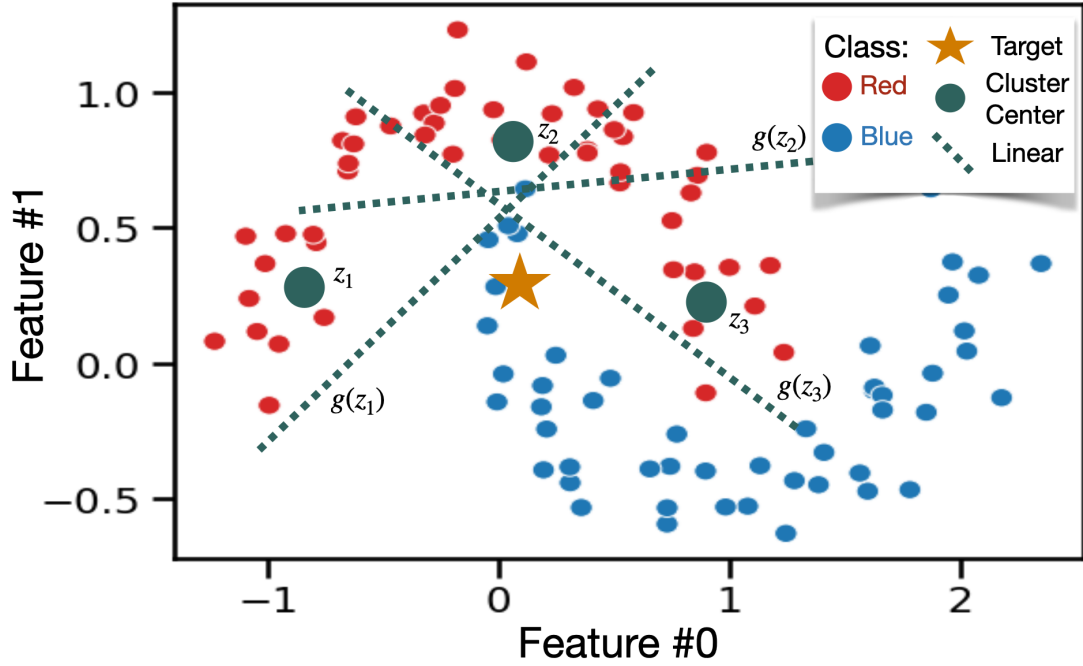 Class:
Target
Red
Cluster
Center
Blue
Linear
1.0
0.5
0.0
−0.5
Feature #1
z2
g(z2)
z1
z3
g(z1)
g(z3)
−1
0
1
2
Feature #0